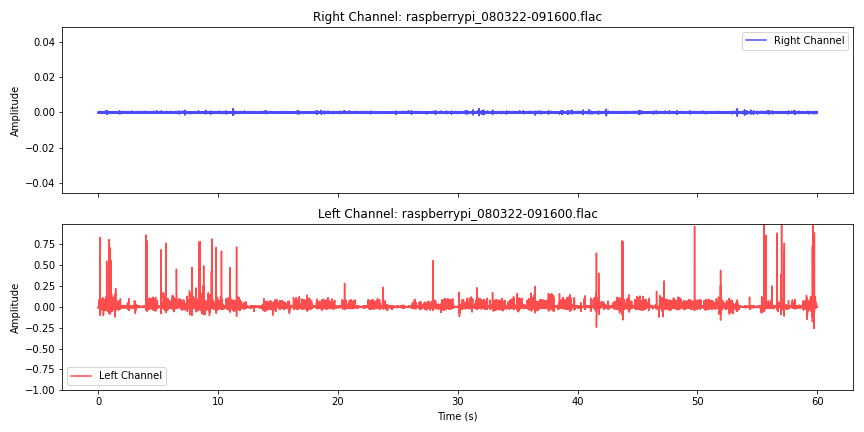 Right Channel: raspberrypi_080322-091600.flac
0.04
0.02
0.00
−0.02
−0.04
Amplitude
Right Channel
Left Channel: raspberrypi_080322-091600.flac
0.75
0.50
0.25
0.00
−0.25
−0.50
−0.75
−1.00
Amplitude
Left Channel
0 10 20 30 40 50 60
Time (s)